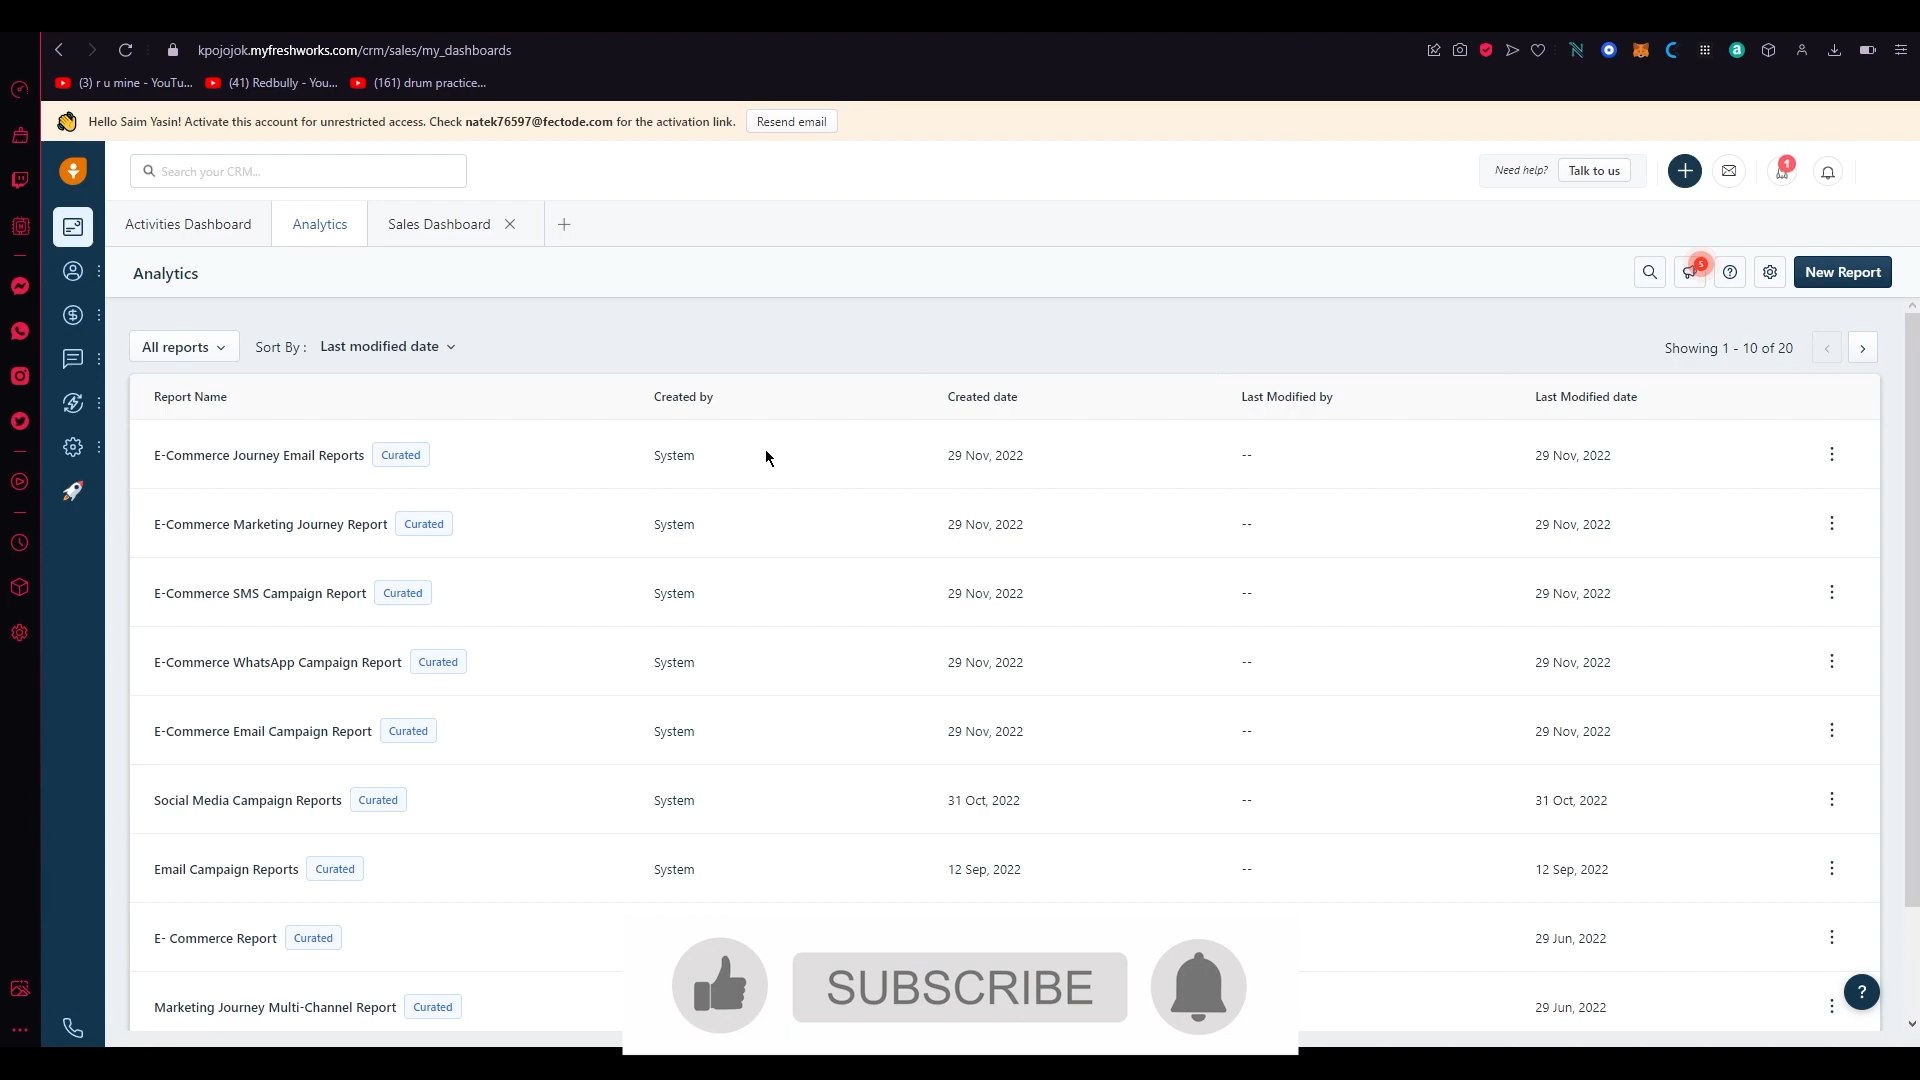 kpojojok.myfreshworks.com/crm/sales/my_dashboards
(3) r u mine - YouTu... (41) Redbully - You... (161) drum practice...
Hello Saim Yasin! Activate this account for unrestricted access. Check natek76597@fectode.com for the activation link. Resend email
Search your CRM... Need help? Talk to us 1
Activities Dashboard Analytics Sales Dashboard
Analytics 5 New Report
All reports Sort By : Last modified date Showing 1 - 10 of 20
Report Name Created by Created date Last Modified by Last Modified date
E-Commerce Journey Email Reports Curated System 29 Nov, 2022 -- 29 Nov, 2022
E-Commerce Marketing Journey Report Curated System 29 Nov, 2022 -- 29 Nov, 2022
E-Commerce SMS Campaign Report Curated System 29 Nov, 2022 -- 29 Nov, 2022
E-Commerce WhatsApp Campaign Report Curated System 29 Nov, 2022 -- 29 Nov, 2022
E-Commerce Email Campaign Report Curated System 29 Nov, 2022 -- 29 Nov, 2022
Social Media Campaign Reports Curated System 31 Oct, 2022 -- 31 Oct, 2022
Email Campaign Reports Curated System 12 Sep, 2022 -- 12 Sep, 2022
E- Commerce Report Curated 29 Jun, 2022
SUBSCRIBE ?
Marketing Journey Multi-Channel Report Curated 29 Jun, 2022